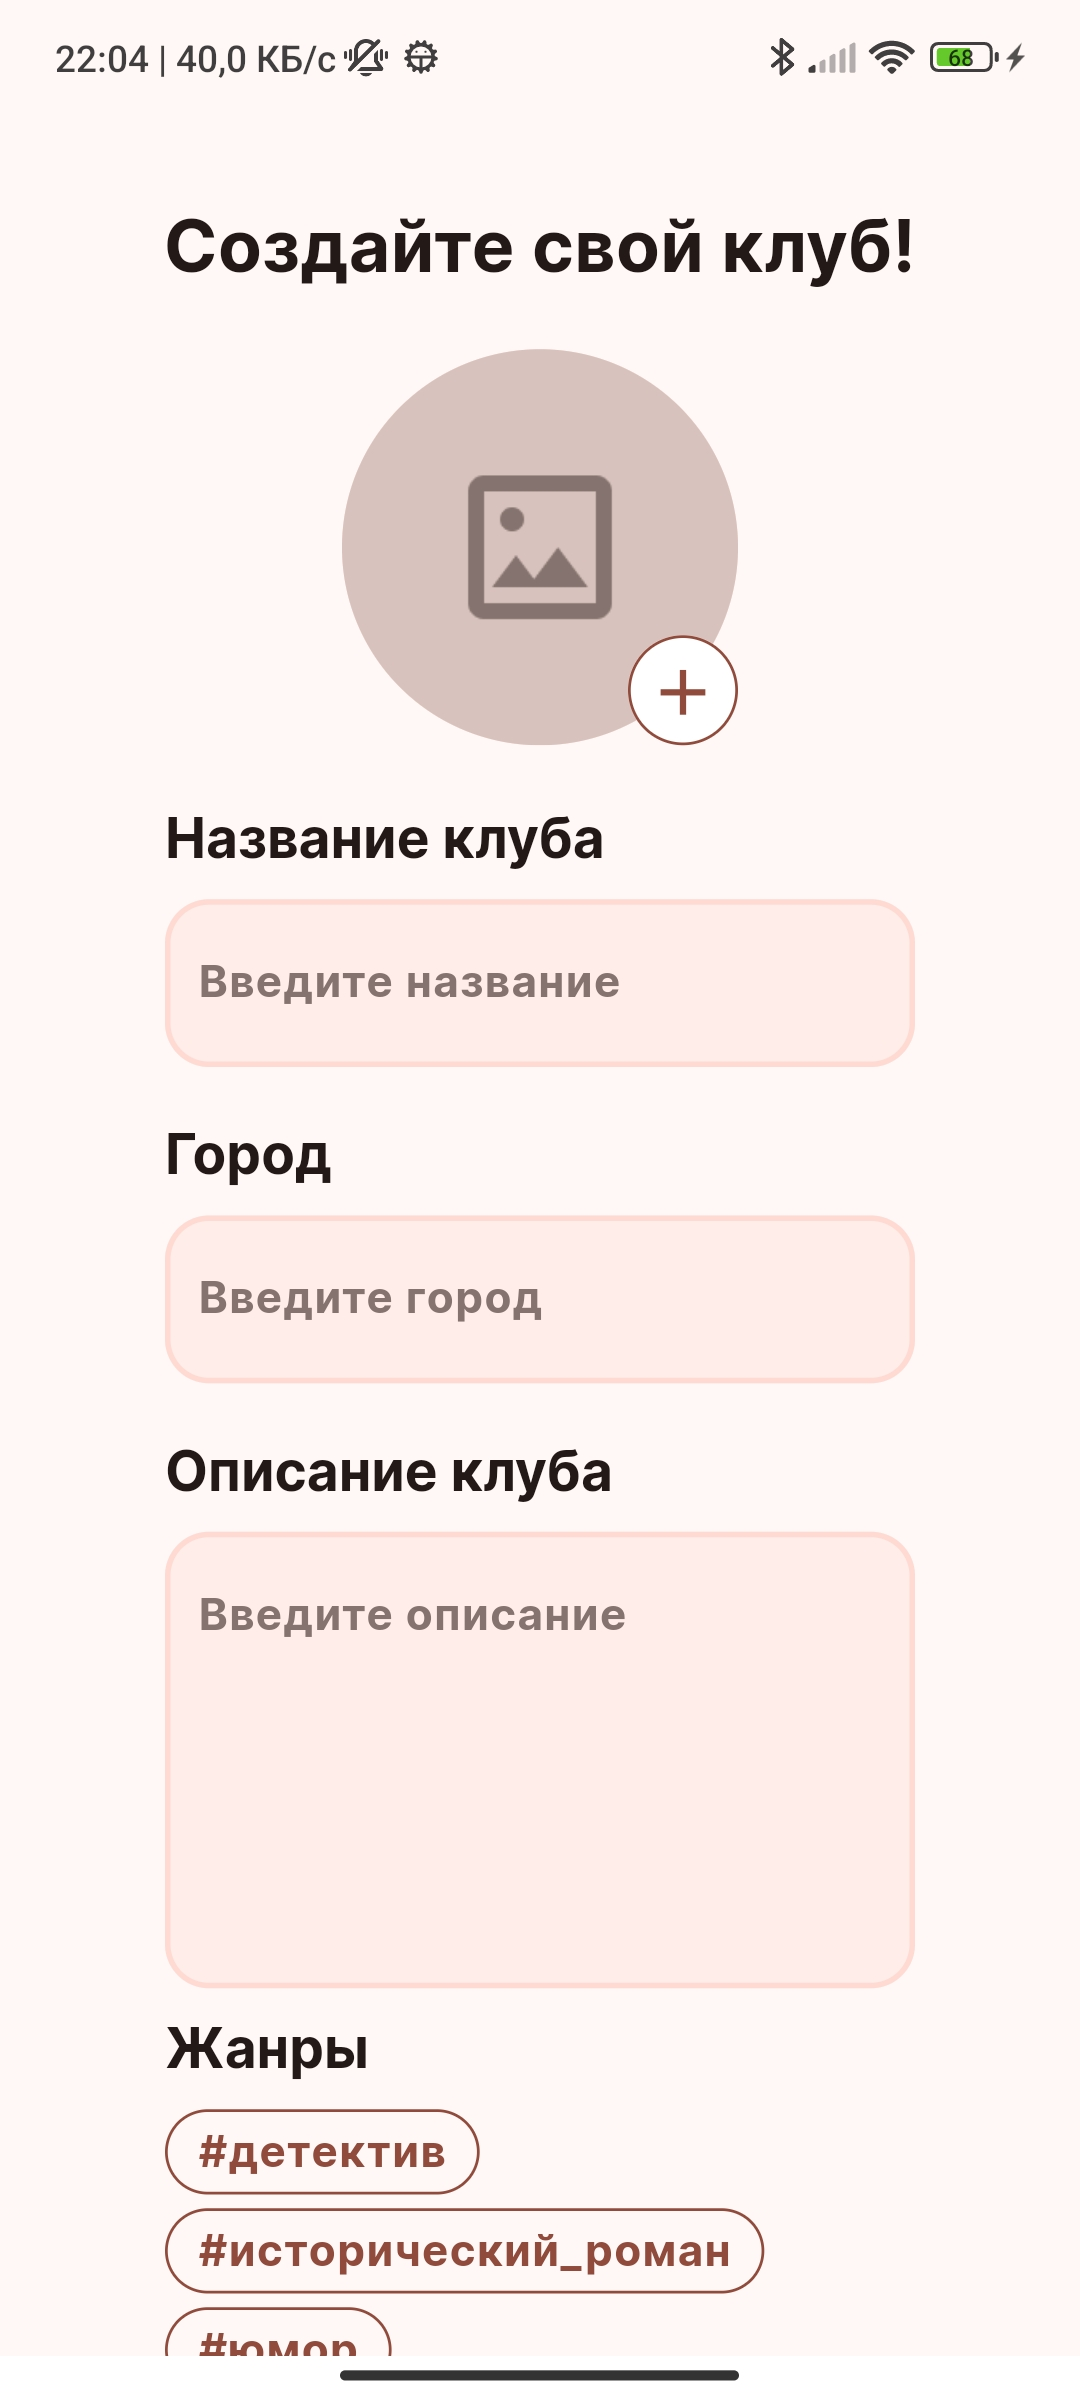 22:04 | 40,0 КБ/с 68
Создайте свой клуб!
Название клуба
Введите название
Город
Введите город
Описание клуба
Введите описание
Жанры
#детектив
#исторический_роман
#юмор